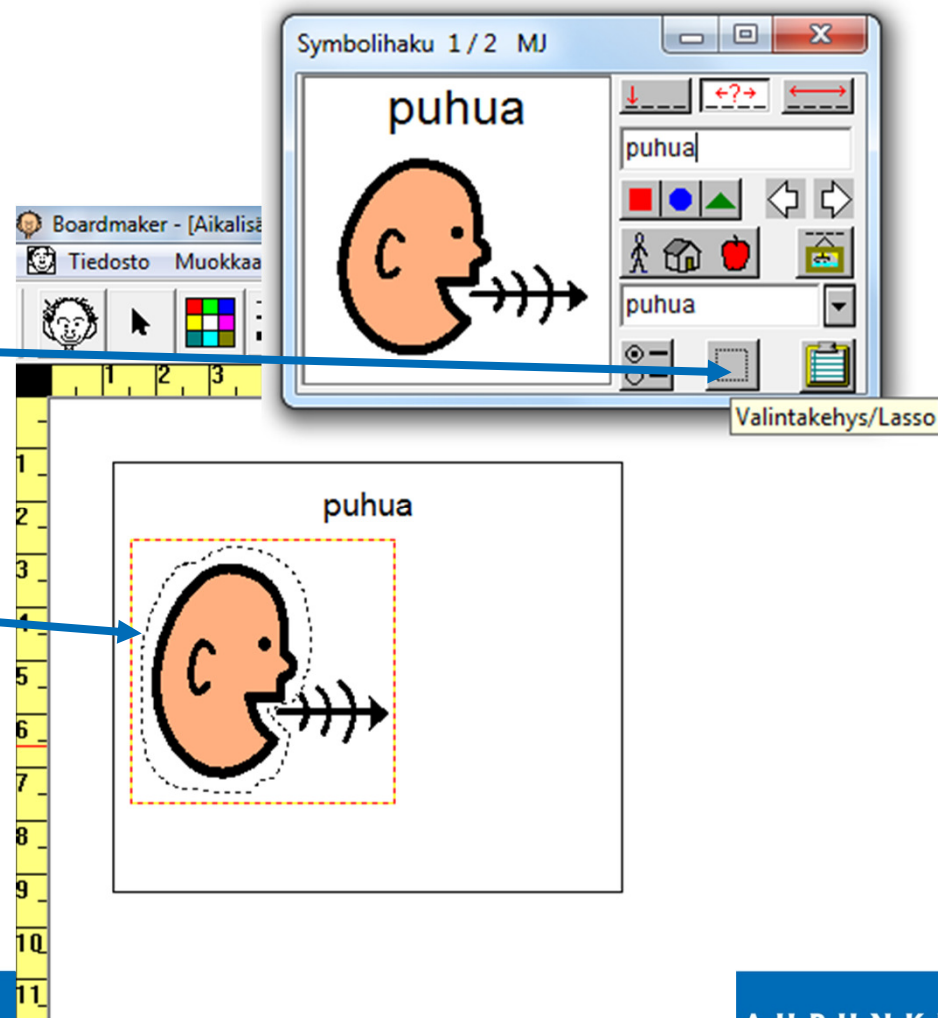 Symbolihaku 1 / 2 MJ
puhua
puhua
puhua
Valintakehys/Lasso
Boardmaker - [Aikalisä
Tiedosto Muokkaa
1 2 3
puhua
1
2
3
4
5
6
7
8
9
10
11